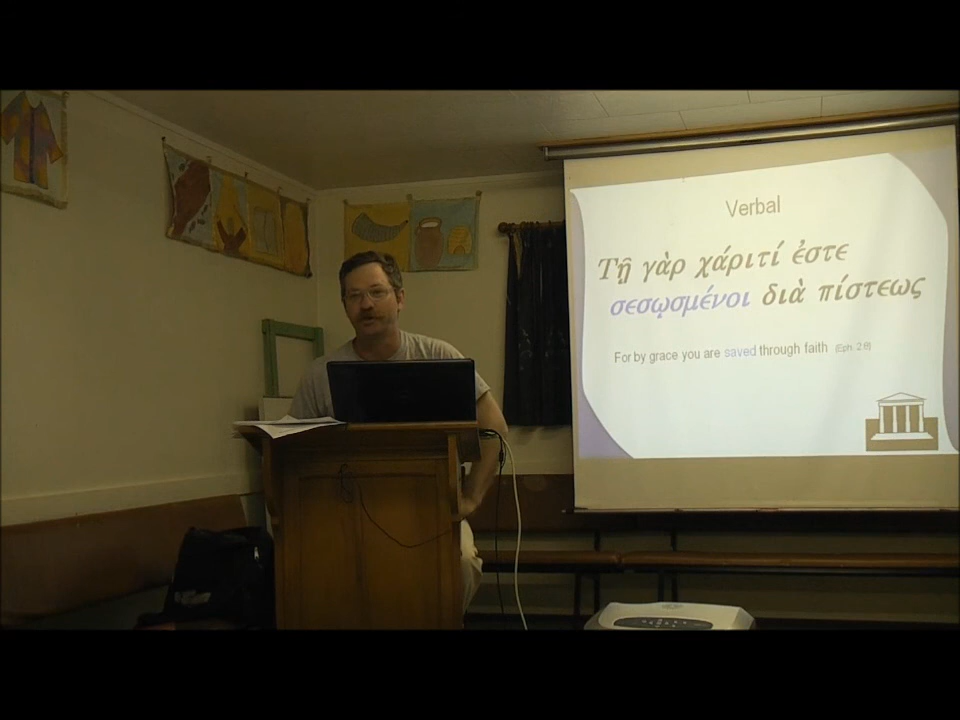 Verbal
Τῇ γὰρ χάριτί ἐστε
σεσῳσμένοι διὰ πίστεως
For by grace you are saved through faith (Eph. 2:8)